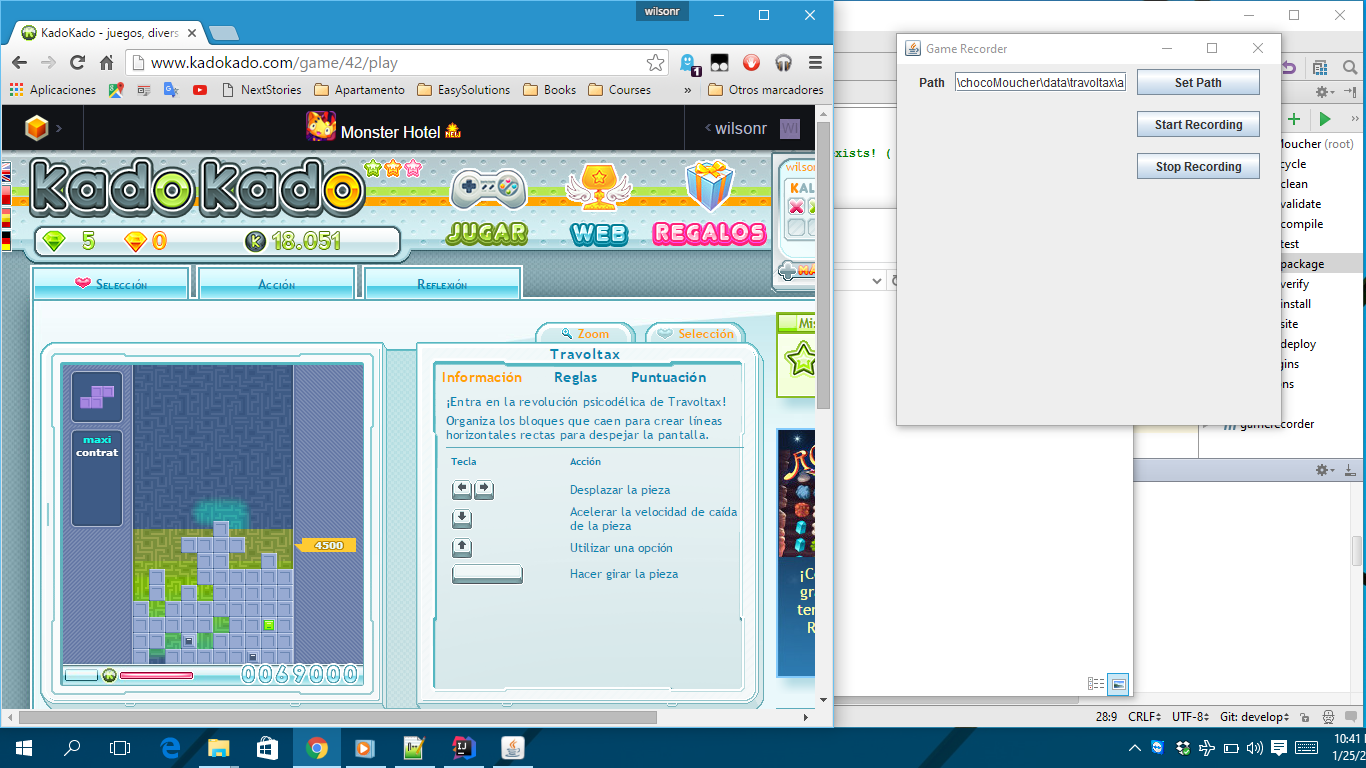 wilsonr
KadoKado - juegos, divers
www.kadokado.com/game/42/play
1
Aplicaciones
NextStories
Apartamento
EasySolutions
Books
Courses
»
Otros marcadores
Monster Hotel NEW
wilsonr WI
KadoKado
5 0 K 18.051
JUGAR WEB REGALOS
Selección
Acción
Reflexión
Zoom
Selección
Travoltax
Información Reglas Puntuación
¡Entra en la revolución psicodélica de Travoltax!
Organiza los bloques que caen para crear líneas
horizontales rectas para despejar la pantalla.
Tecla Acción
Desplazar la pieza
Acelerar la velocidad de caída
de la pieza
Utilizar una opción
Hacer girar la pieza
maxi
contrat
4500
0069000
Game Recorder
Path \chocoMoucher\data\travoltax\a Set Path
Start Recording
Stop Recording
xists! (
Moucher (root)
cycle
clean
validate
compile
test
package
verify
install
site
deploy
gins
ens
gamerecorder
28:9 CRLF UTF-8 Git: develop
10:41
1/25/2